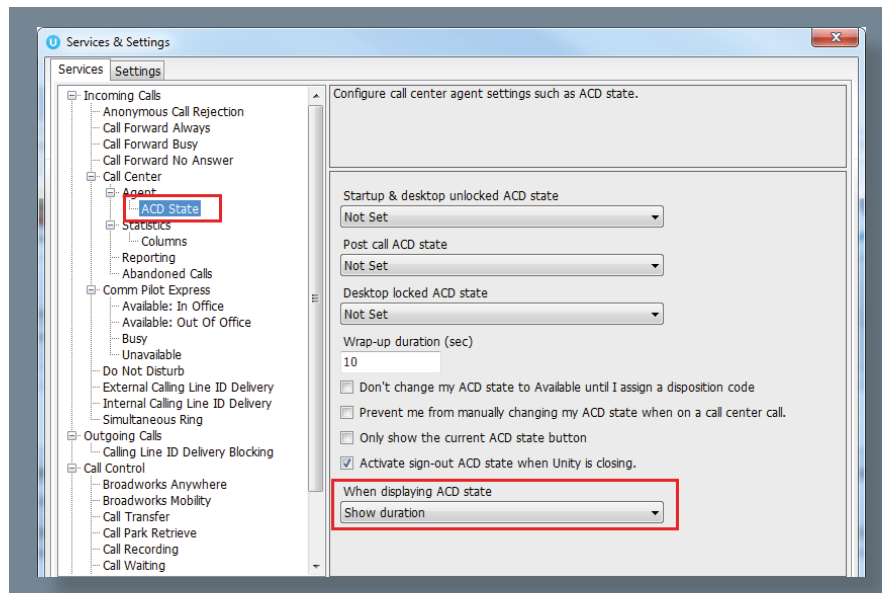 U Services & Settings
Services Settings
Incoming Calls
Anonymous Call Rejection
Call Forward Always
Call Forward Busy
Call Forward No Answer
Call Center
Agent
ACD State
Statistics
Columns
Reporting
Abandoned Calls
Comm Pilot Express
Available: In Office
Available: Out Of Office
Busy
Unavailable
Do Not Disturb
External Calling Line ID Delivery
Internal Calling Line ID Delivery
Simultaneous Ring
Outgoing Calls
Calling Line ID Delivery Blocking
Call Control
Broadworks Anywhere
Broadworks Mobility
Call Transfer
Call Park Retrieve
Call Recording
Call Waiting
Configure call center agent settings such as ACD state.
Startup & desktop unlocked ACD state
Not Set
Post call ACD state
Not Set
Desktop locked ACD state
Not Set
Wrap-up duration (sec)
10
Don't change my ACD state to Available until I assign a disposition code
Prevent me from manually changing my ACD state when on a call center call.
Only show the current ACD state button
Activate sign-out ACD state when Unity is closing.
When displaying ACD state
Show duration